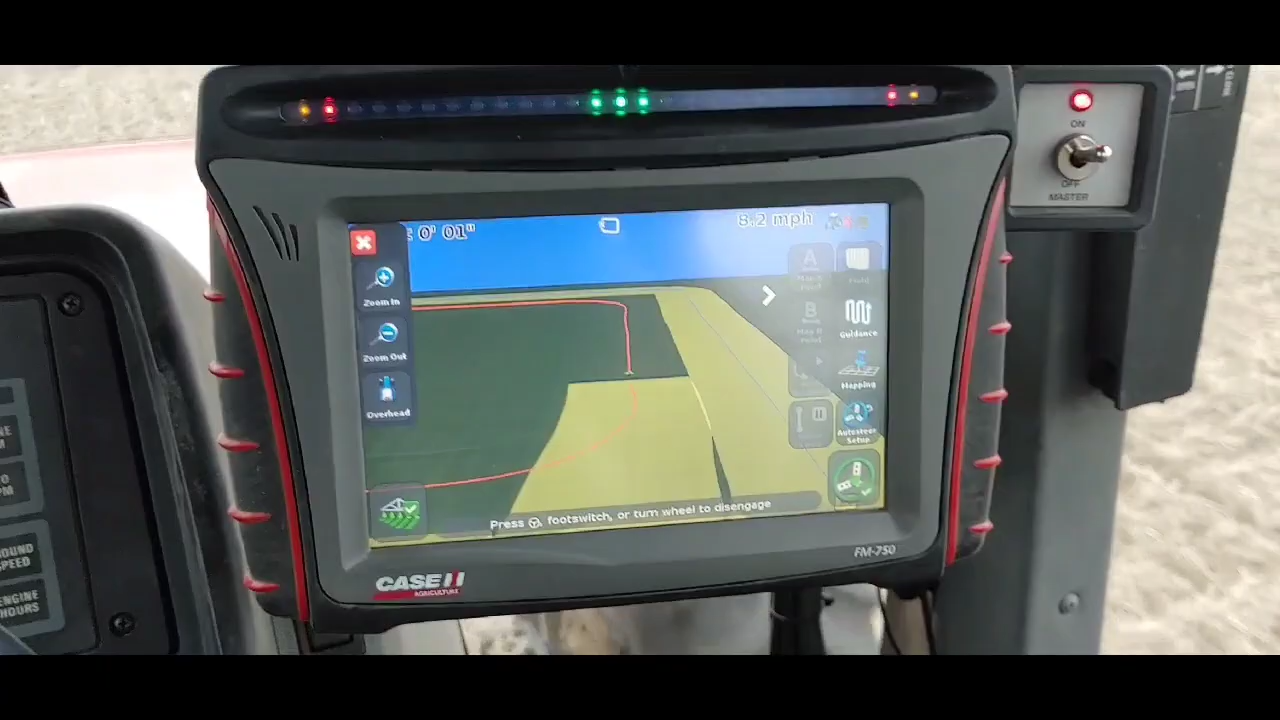 ON
OFF
MASTER
0' 01"
8.2 mph
Zoom In
Zoom Out
Overhead
A
B
Guidance
Mapping
Autosteer
Setup
Press , footswitch, or turn wheel to disengage
FM-750
CASE IH
AGRICULTURE
SPEED
ENGINE
HOURS